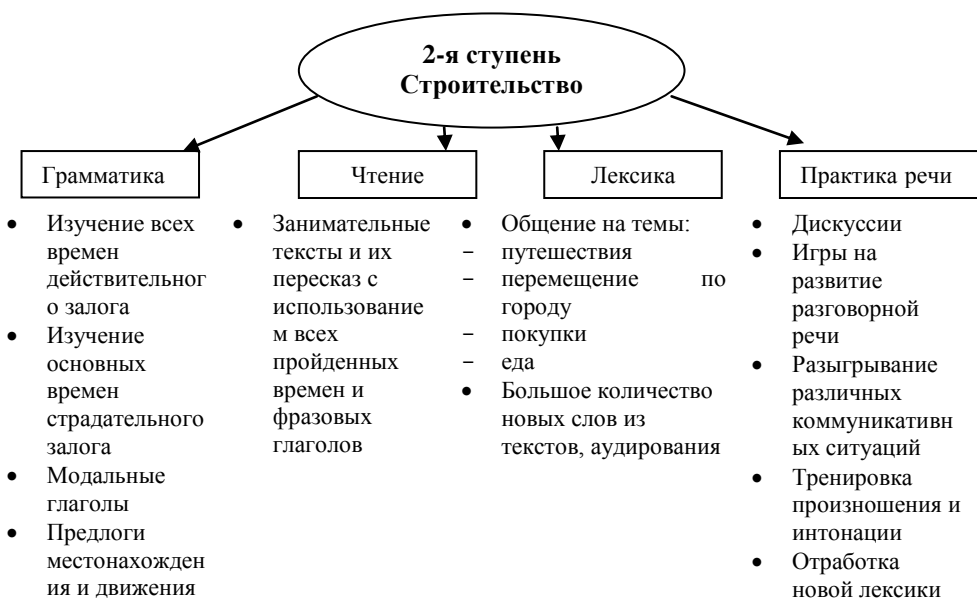 2-я ступень
Строительство
Грамматика
• Изучение всех
времен
действительног
о залога
• Изучение
основных
времен
страдательного
залога
• Модальные
глаголы
• Предлоги
местонахожден
ия и движения
Чтение
• Занимательные
тексты и их
пересказ с
использование
м всех
пройденных
времен и
фразовых
глаголов
Лексика
• Общение на темы:
− путешествия
− перемещение по
городу
− покупки
− еда
• Большое количество
новых слов из
текстов, аудирования
Практика речи
• Дискуссии
• Игры на
развитие
разговорной
речи
• Разыгрывание
различных
коммуникативн
ых ситуаций
• Тренировка
произношения и
интонации
• Отработка
новой лексики